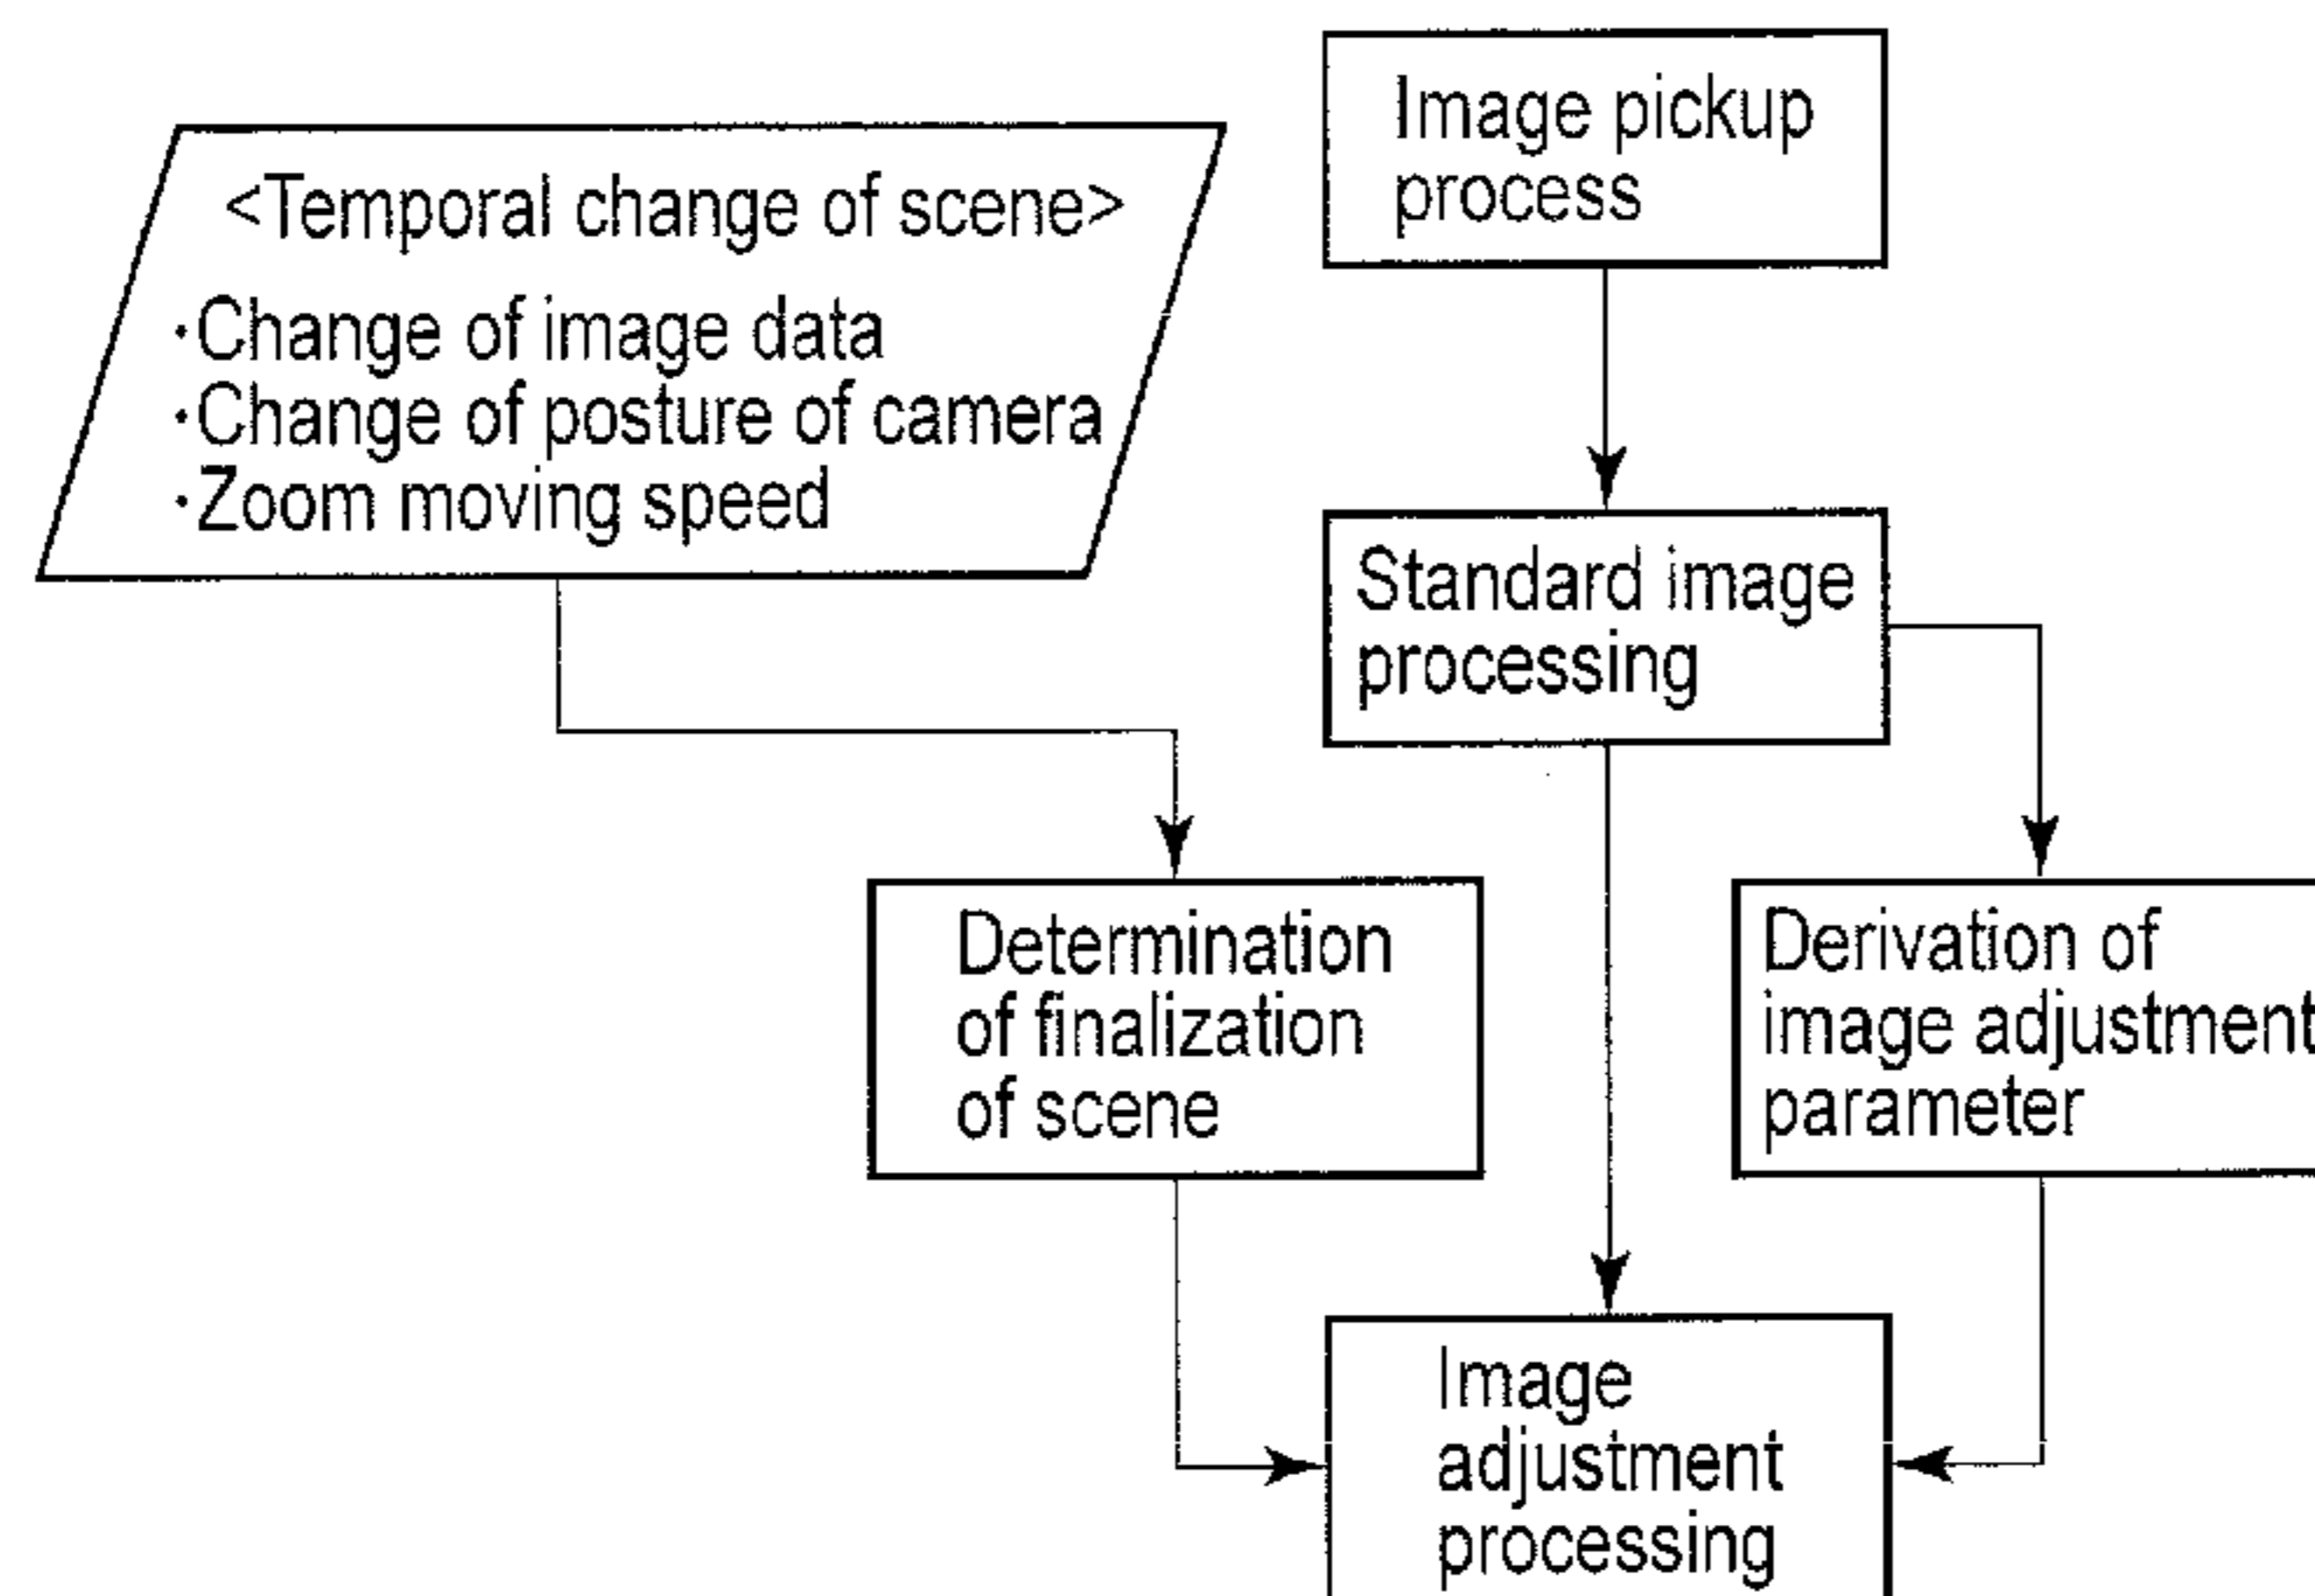 Image pickup
process
<Temporal change of scene>
·Change of image data
·Change of posture of camera
·Zoom moving speed
Standard image
processing
Determination
of finalization
of scene
Derivation of
image adjustment
parameter
Image
adjustment
processing